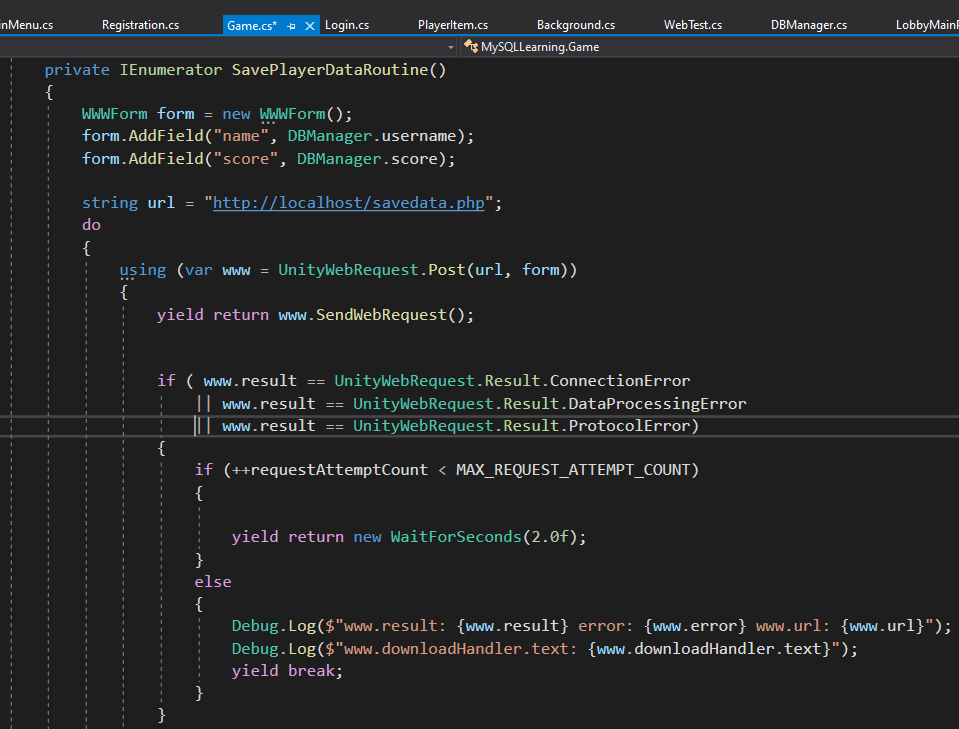 inMenu.cs Registration.cs Game.cs* Login.cs PlayerItem.cs Background.cs WebTest.cs DBManager.cs LobbyMainP
MySQLLearning.Game
private IEnumerator SavePlayerDataRoutine()
{
WWWForm form = new WWWForm();
form.AddField("name", DBManager.username);
form.AddField("score", DBManager.score);
string url = "http://localhost/savedata.php";
do
{
using (var www = UnityWebRequest.Post(url, form))
{
yield return www.SendWebRequest();
if ( www.result == UnityWebRequest.Result.ConnectionError
|| www.result == UnityWebRequest.Result.DataProcessingError
|| www.result == UnityWebRequest.Result.ProtocolError)
{
if (++requestAttemptCount < MAX_REQUEST_ATTEMPT_COUNT)
{
yield return new WaitForSeconds(2.0f);
}
else
{
Debug.Log($"www.result: {www.result} error: {www.error} www.url: {www.url}");
Debug.Log($"www.downloadHandler.text: {www.downloadHandler.text}");
yield break;
}
}